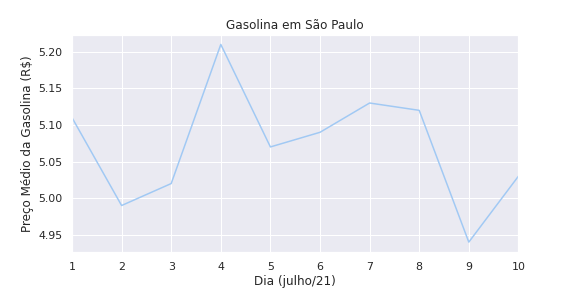 Gasolina em São Paulo
Preço Médio da Gasolina (R$)
5.20
5.15
5.10
5.05
5.00
4.95
1 2 3 4 5 6 7 8 9 10
Dia (julho/21)